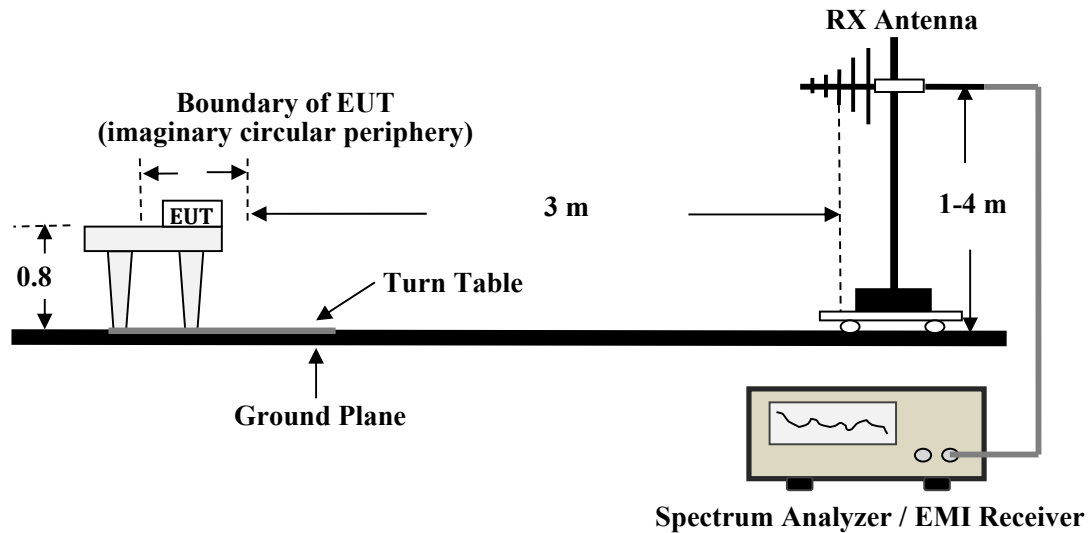 RX Antenna
Boundary of EUT
(imaginary circular periphery)
EUT
3 m
1-4 m
0.8
Turn Table
Ground Plane
Spectrum Analyzer / EMI Receiver